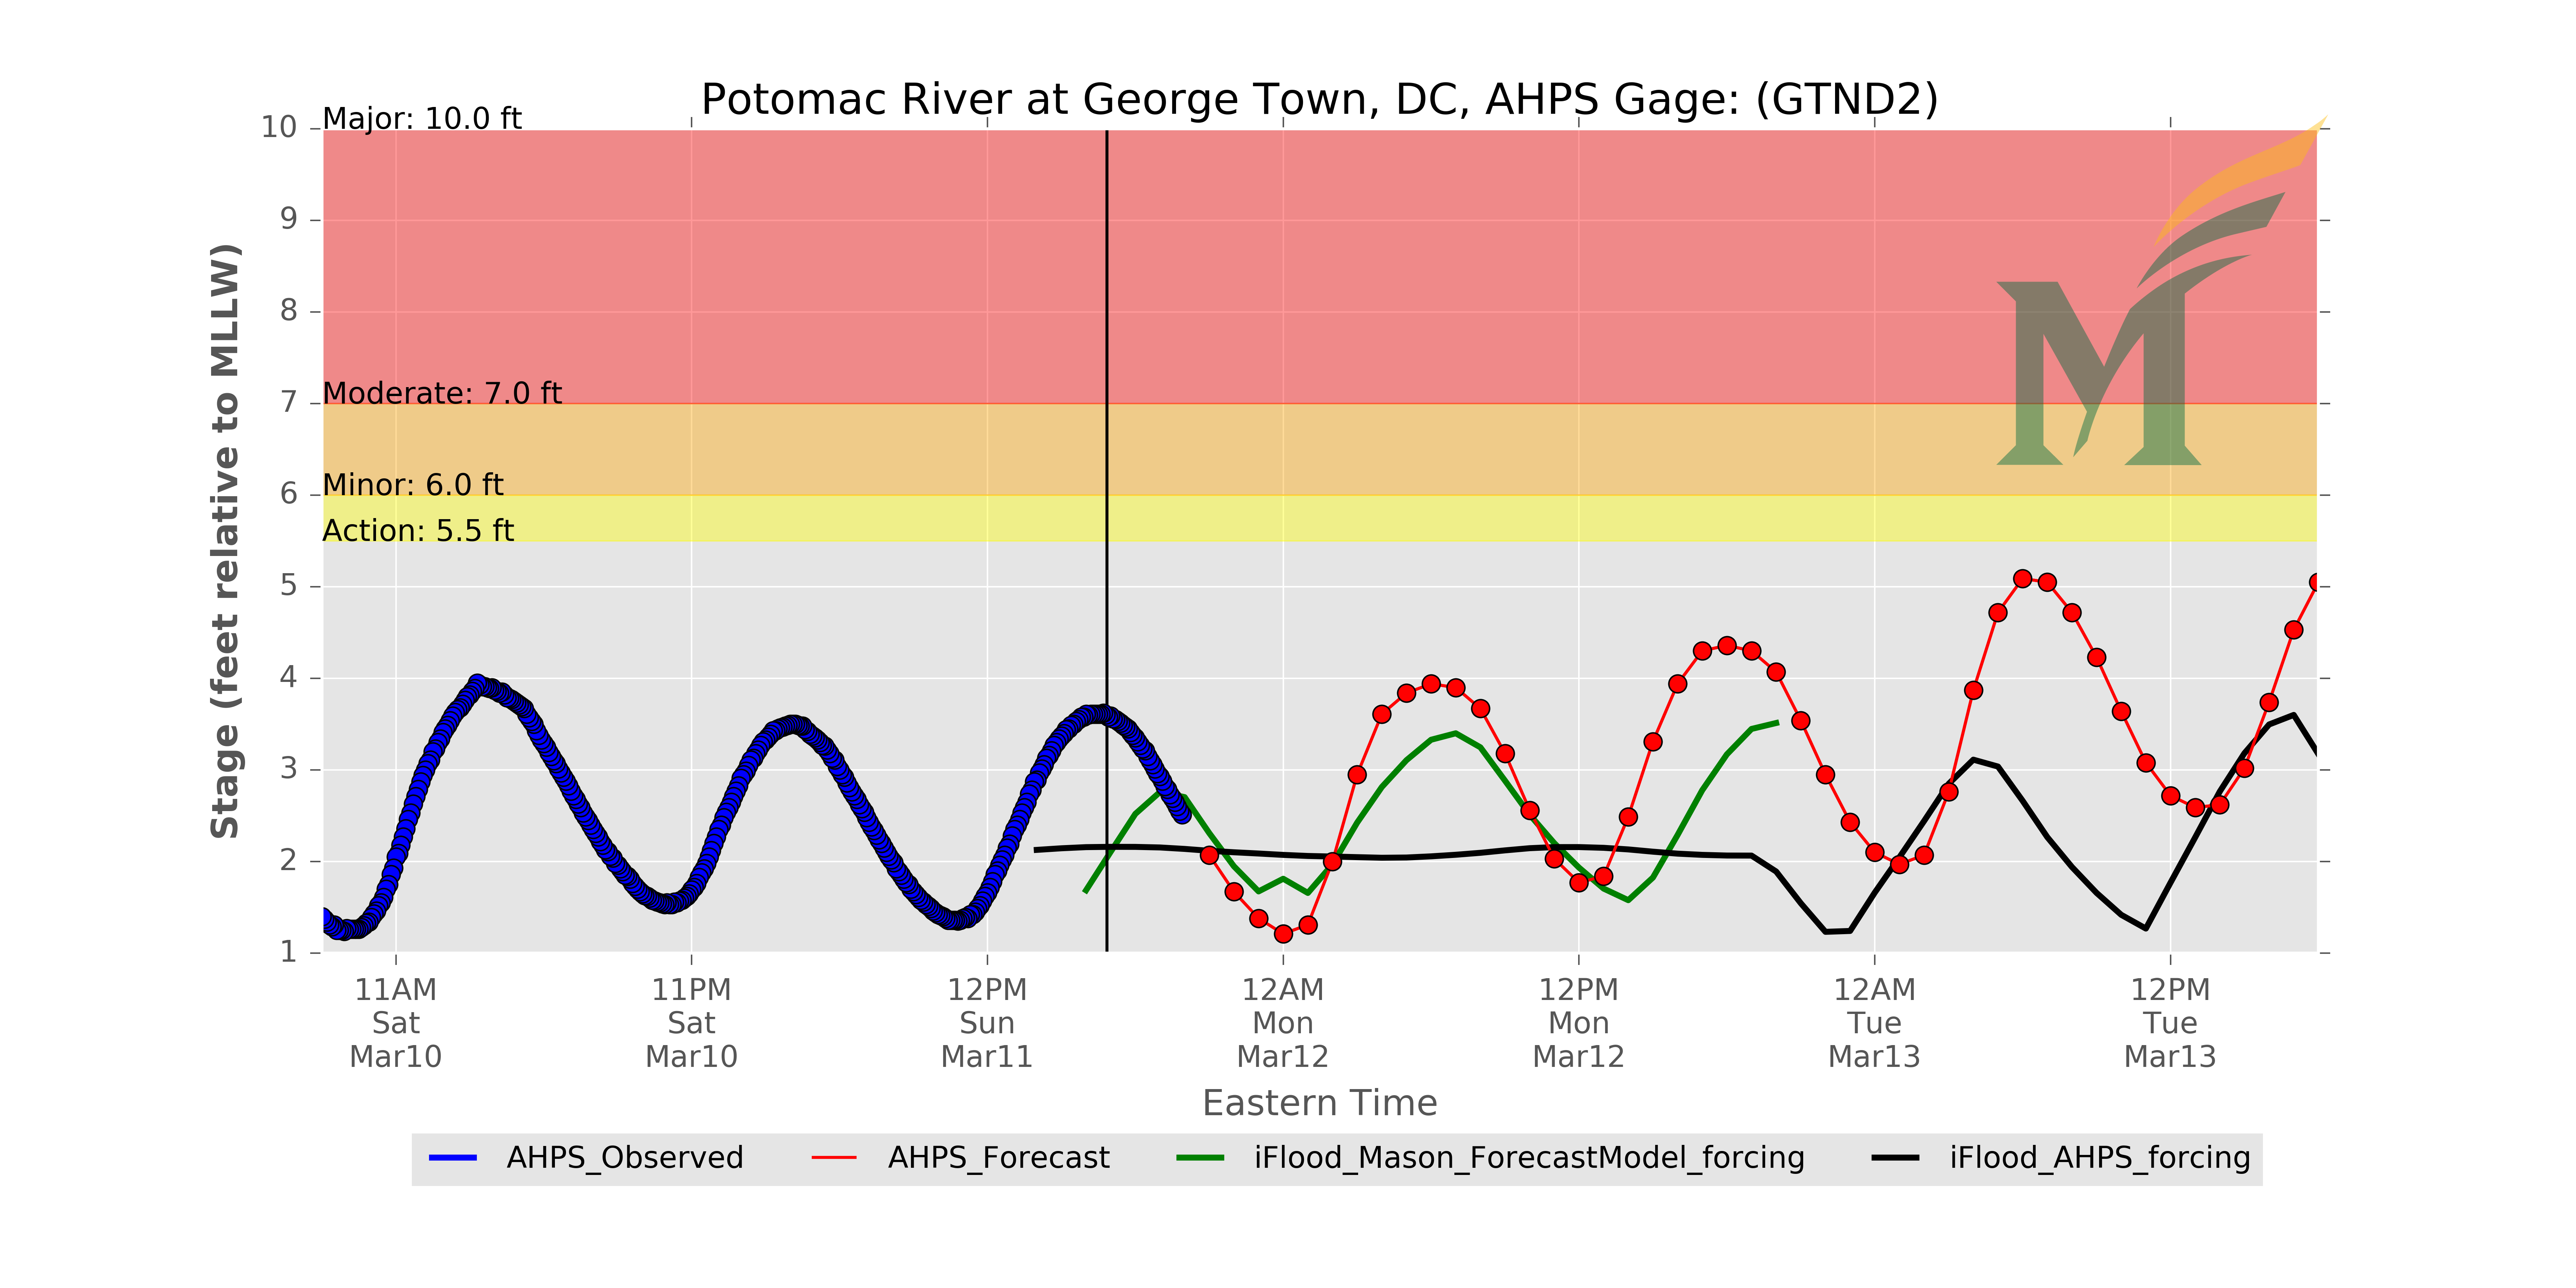 Potomac River at George Town, DC, AHPS Gage: (GTND2)
Major: 10.0 ft
Moderate: 7.0 ft
Minor: 6.0 ft
Action: 5.5 ft
Stage (feet relative to MLLW)
10
9
8
7
6
5
4
3
2
1
11AM
Sat
Mar10
11PM
Sat
Mar10
12PM
Sun
Mar11
12AM
Mon
Mar12
12PM
Mon
Mar12
12AM
Tue
Mar13
12PM
Tue
Mar13
Eastern Time
AHPS_Observed
AHPS_Forecast
iFlood_Mason_ForecastModel_forcing
iFlood_AHPS_forcing
M